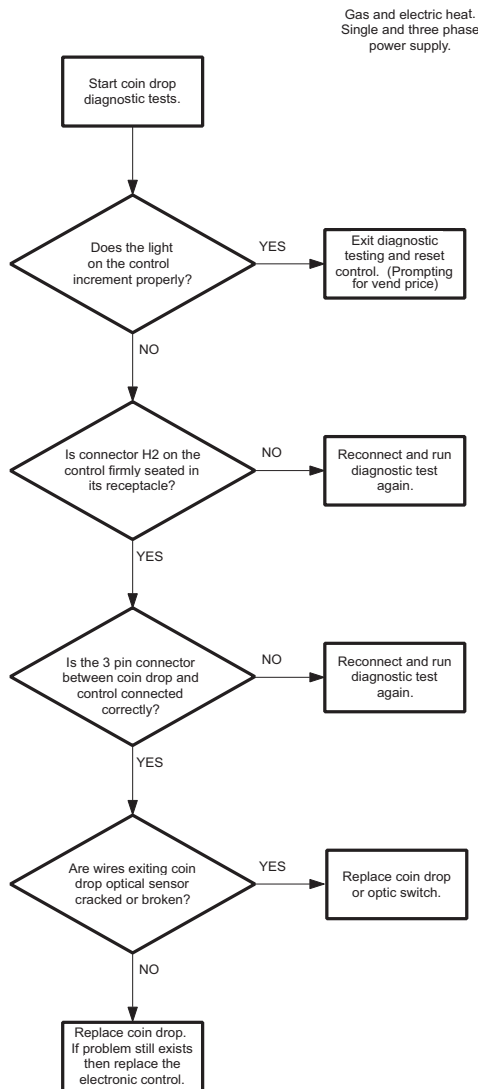 Gas and electric heat.
Single and three phase
power supply.
Start coin drop
diagnostic tests.
Does the light
on the control
increment properly?
YES
Exit diagnostic
testing and reset
control. (Prompting
for vend price)
NO
Is connector H2 on the
control firmly seated in
its receptacle?
NO
Reconnect and run
diagnostic test
again.
YES
Is the 3 pin connector
between coin drop and
control connected
correctly?
NO
Reconnect and run
diagnostic test
again.
YES
Are wires exiting coin
drop optical sensor
cracked or broken?
YES
Replace coin drop
or optic switch.
NO
Replace coin drop.
If problem still exists
then replace the
electronic control.